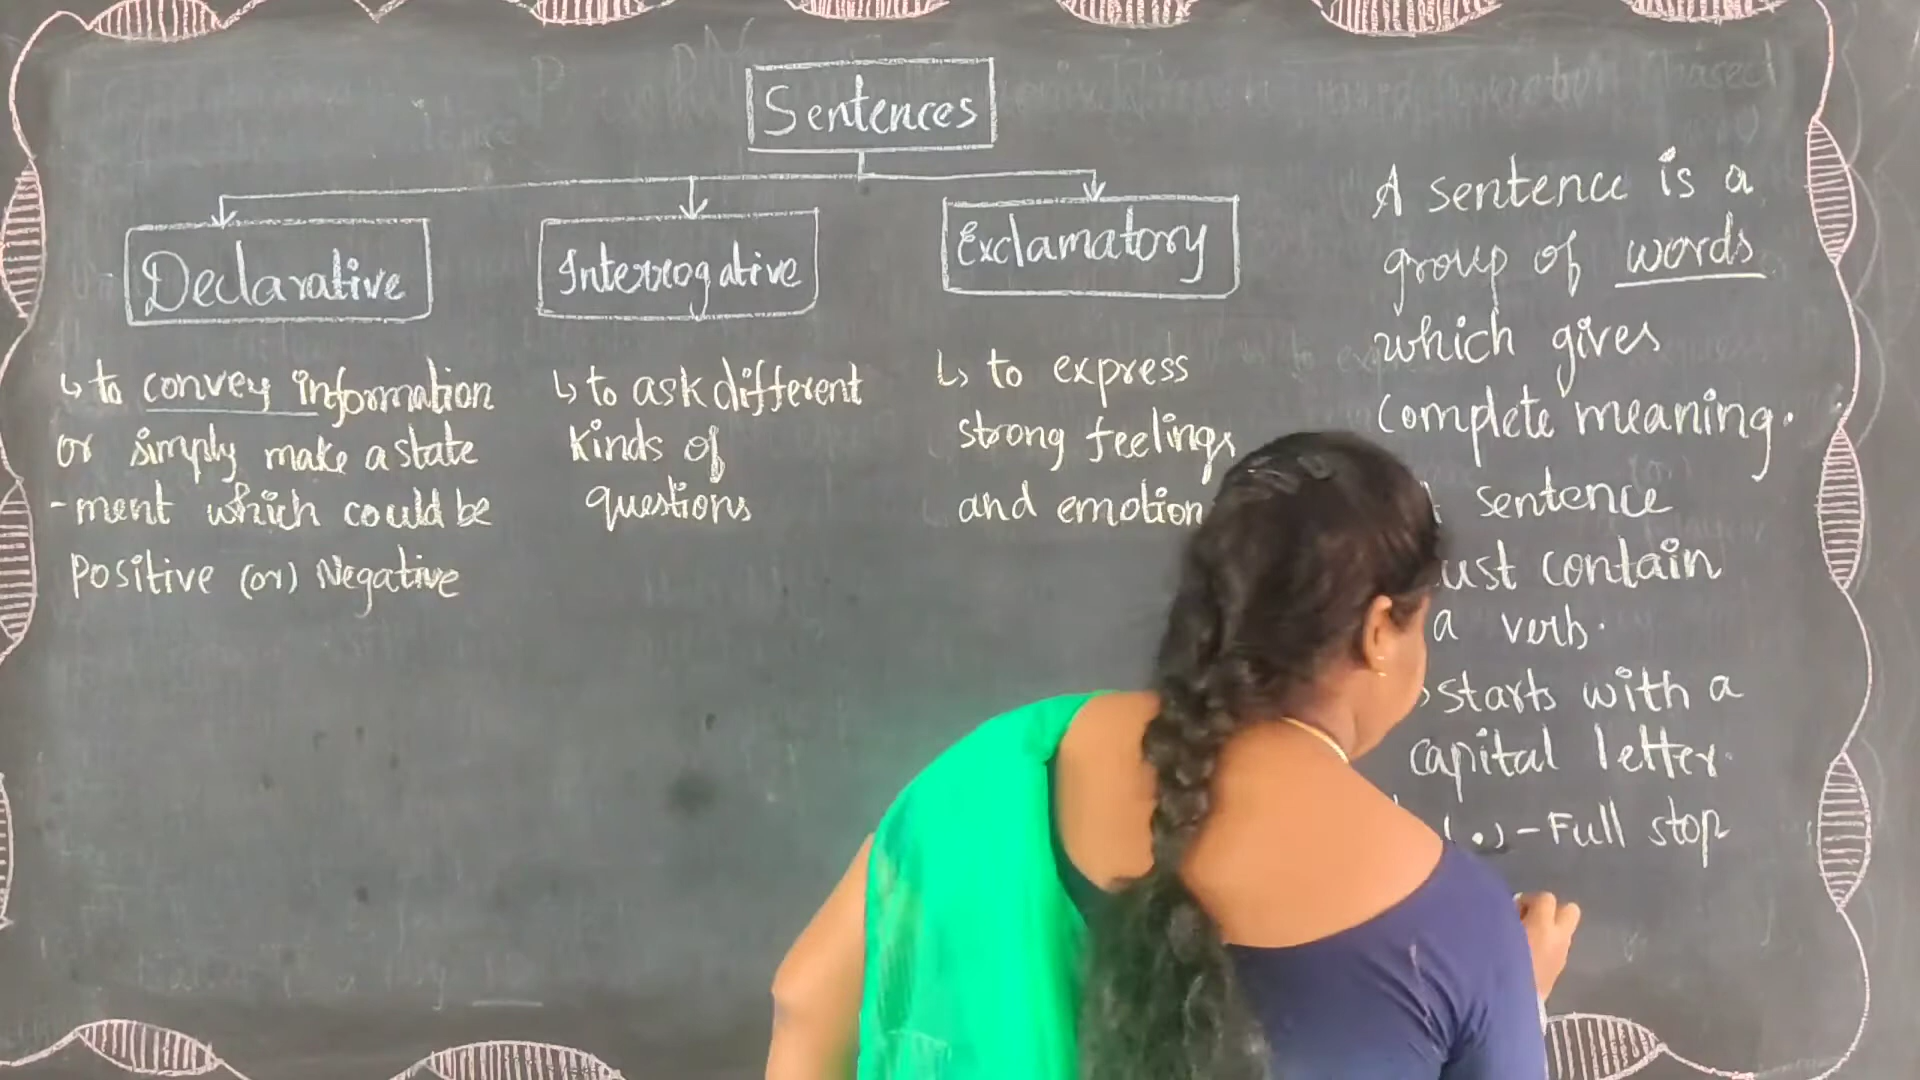 Sentences
Declarative
to convey information
or simply make a state
-ment which could be
Positive (or) Negative
Interrogative
to ask different
kinds of
questions
Exclamatory
to express
strong feelings
and emotion
A sentence is a
group of words
which gives
complete meaning.
sentence
ust contain
a verb.
starts with a
capital letter.
(.) - Full stop